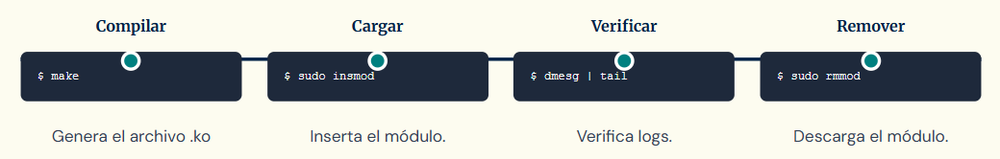 Compilar
$ make
Genera el archivo .ko
Cargar
$ sudo insmod
Inserta el módulo.
Verificar
$ dmesg | tail
Verifica logs.
Remover
$ sudo rmmod
Descarga el módulo.